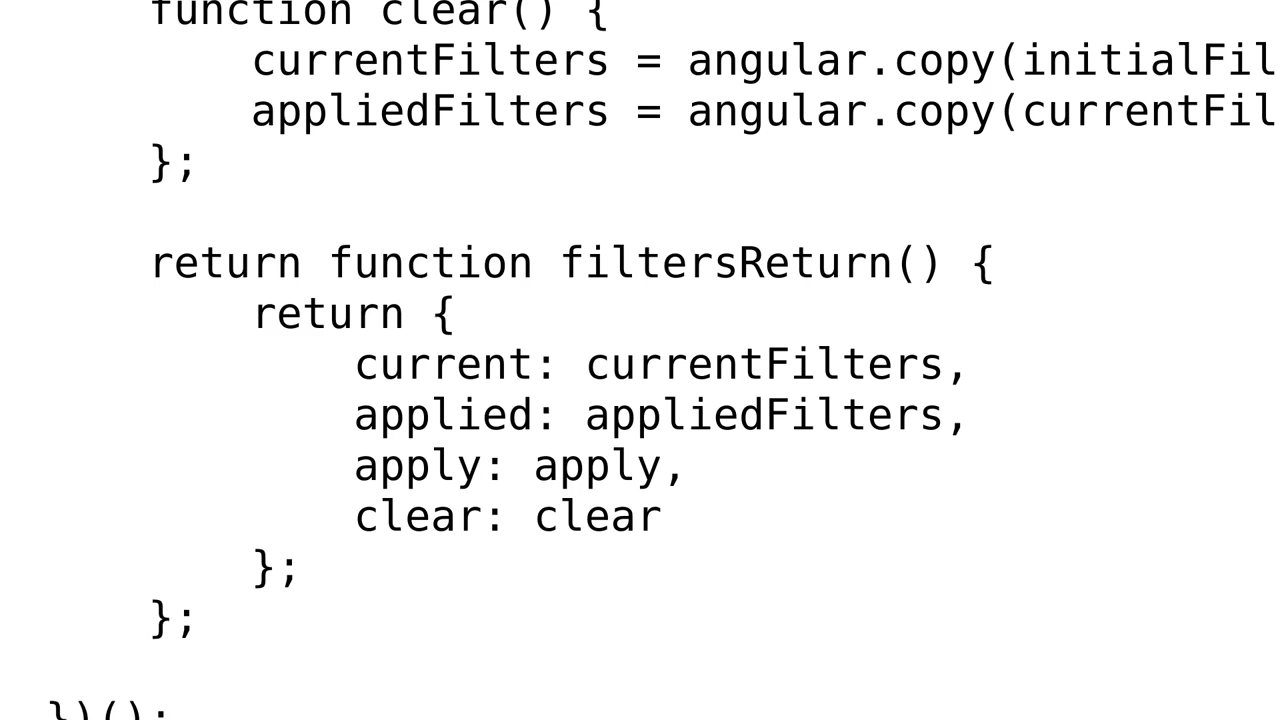 function clear() {
currentFilters = angular.copy(initialFil
appliedFilters = angular.copy(currentFil
};
return function filtersReturn() {
return {
current: currentFilters,
applied: appliedFilters,
apply: apply,
clear: clear
};
};
})();